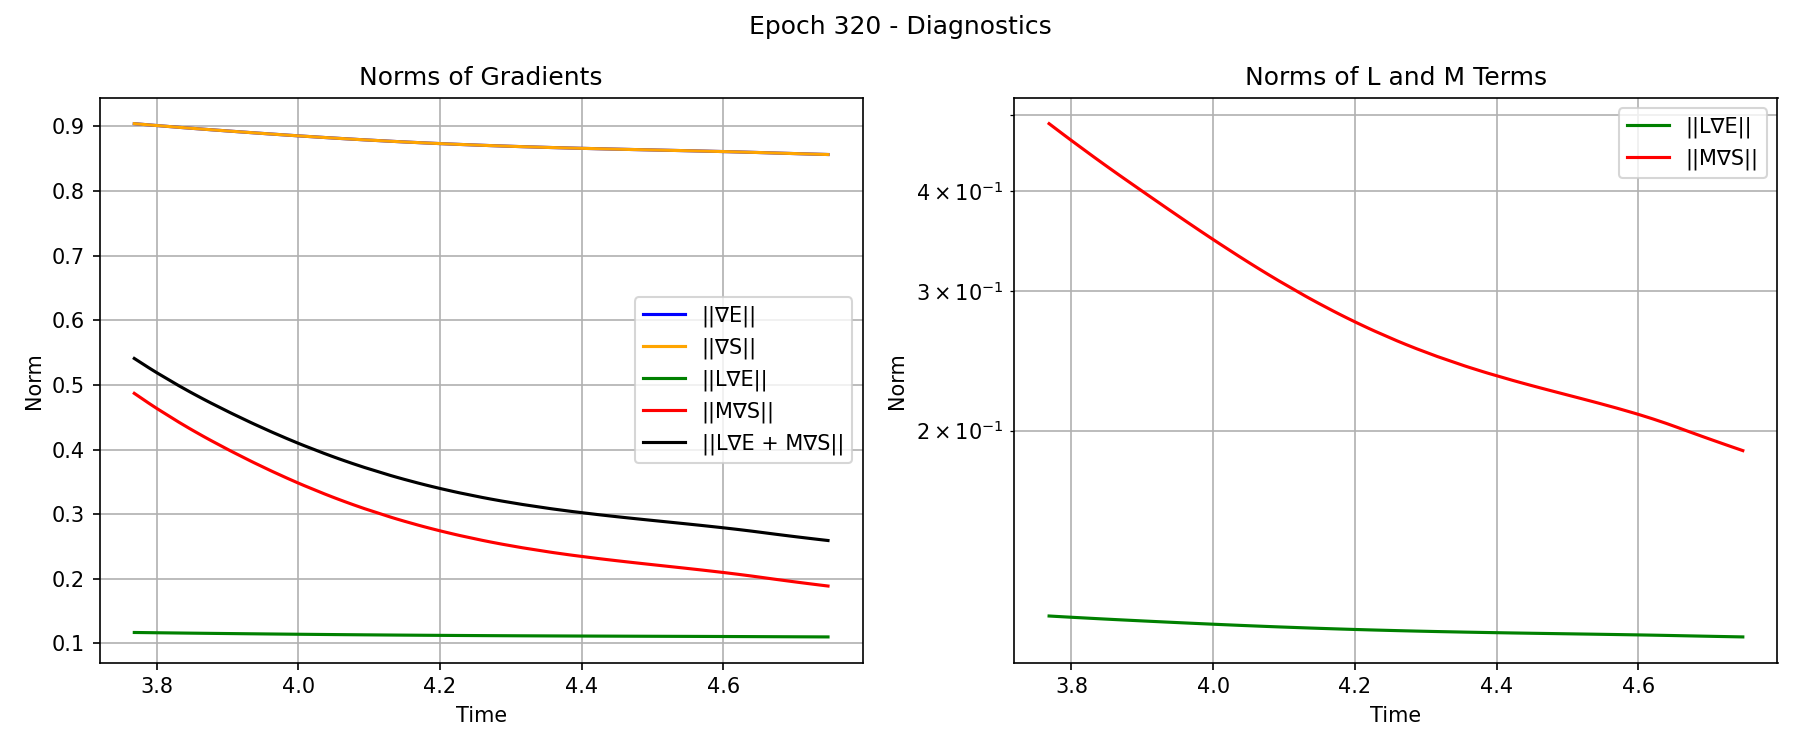 Epoch 320 - Diagnostics
Norms of Gradients
Norm
0.9
0.8
0.7
0.6
0.5
0.4
0.3
0.2
0.1
||∇E||
||∇S||
||L∇E||
||M∇S||
||L∇E + M∇S||
3.8 4.0 4.2 4.4 4.6
Time
Norms of L and M Terms
Norm
4 × 10⁻¹
3 × 10⁻¹
2 × 10⁻¹
||L∇E||
||M∇S||
3.8 4.0 4.2 4.4 4.6
Time